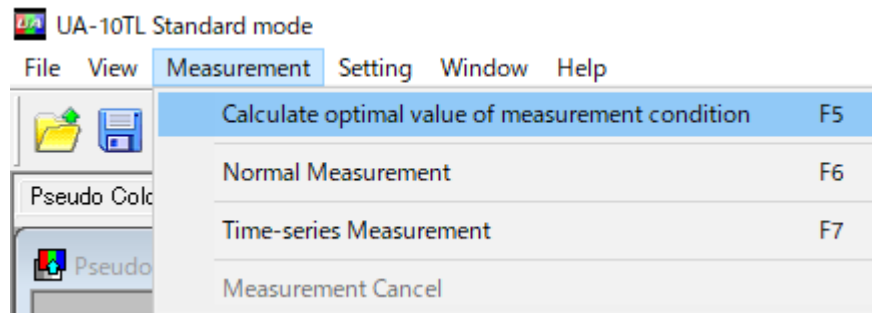 UA UA-10TL Standard mode
File View Measurement Setting Window Help
Calculate optimal value of measurement condition F5
Normal Measurement F6
Pseudo Colo
Time-series Measurement F7
Pseudo
Measurement Cancel